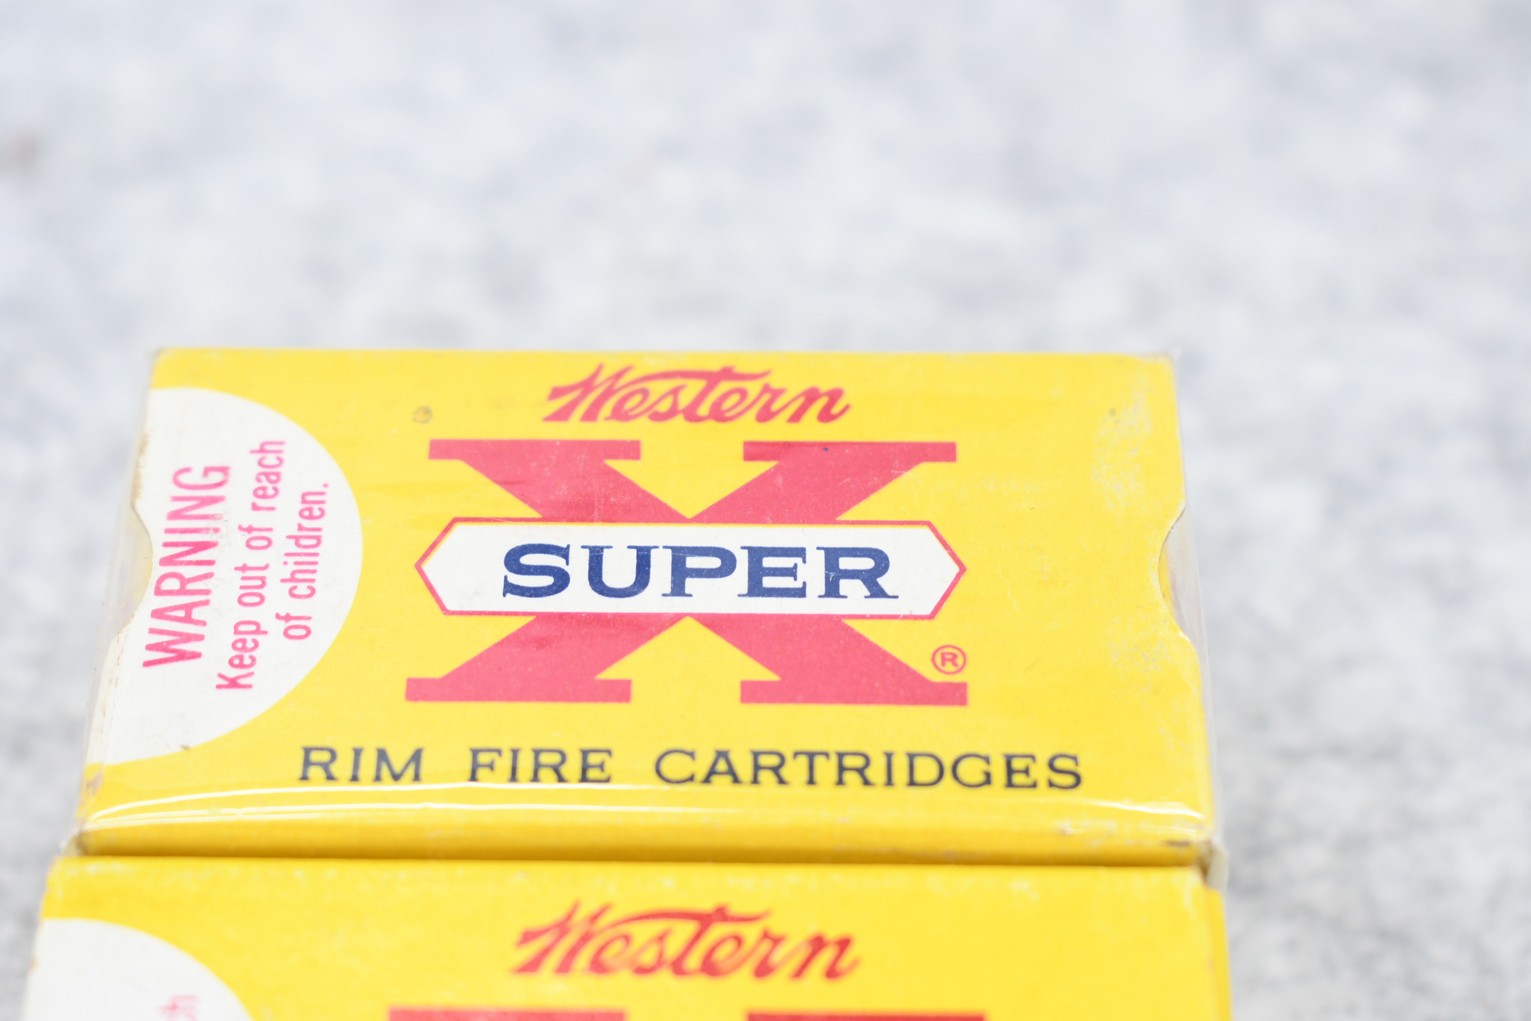 Western
X
SUPER
®
RIM FIRE CARTRIDGES
WARNING
Keep out of reach
of children.
Western